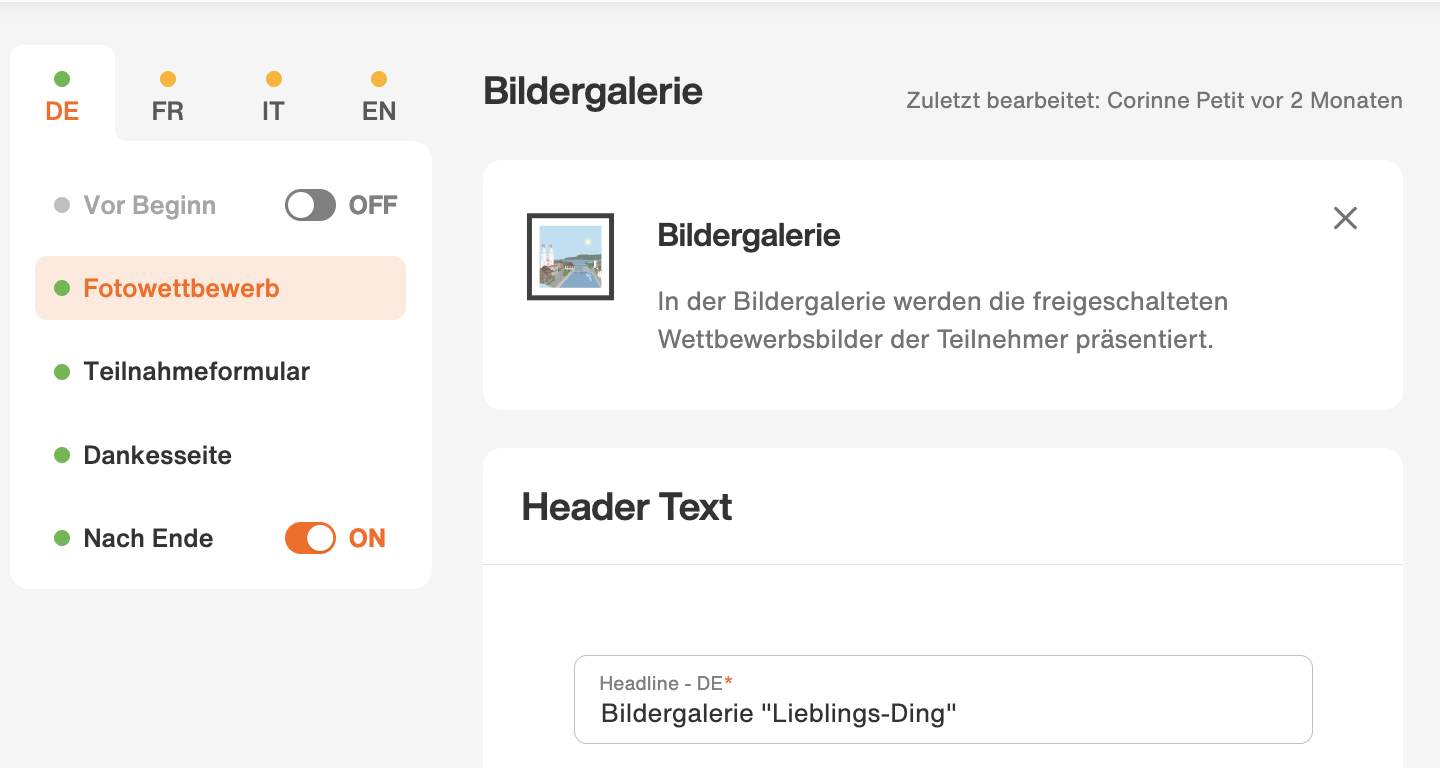 DE
FR
IT
EN
Vor Beginn
OFF
Fotowettbewerb
Teilnahmeformular
Dankesseite
Nach Ende
ON
Bildergalerie
Zuletzt bearbeitet: Corinne Petit vor 2 Monaten
Bildergalerie
In der Bildergalerie werden die freigeschalteten
Wettbewerbsbilder der Teilnehmer präsentiert.
Header Text
Headline - DE*
Bildergalerie "Lieblings-Ding"